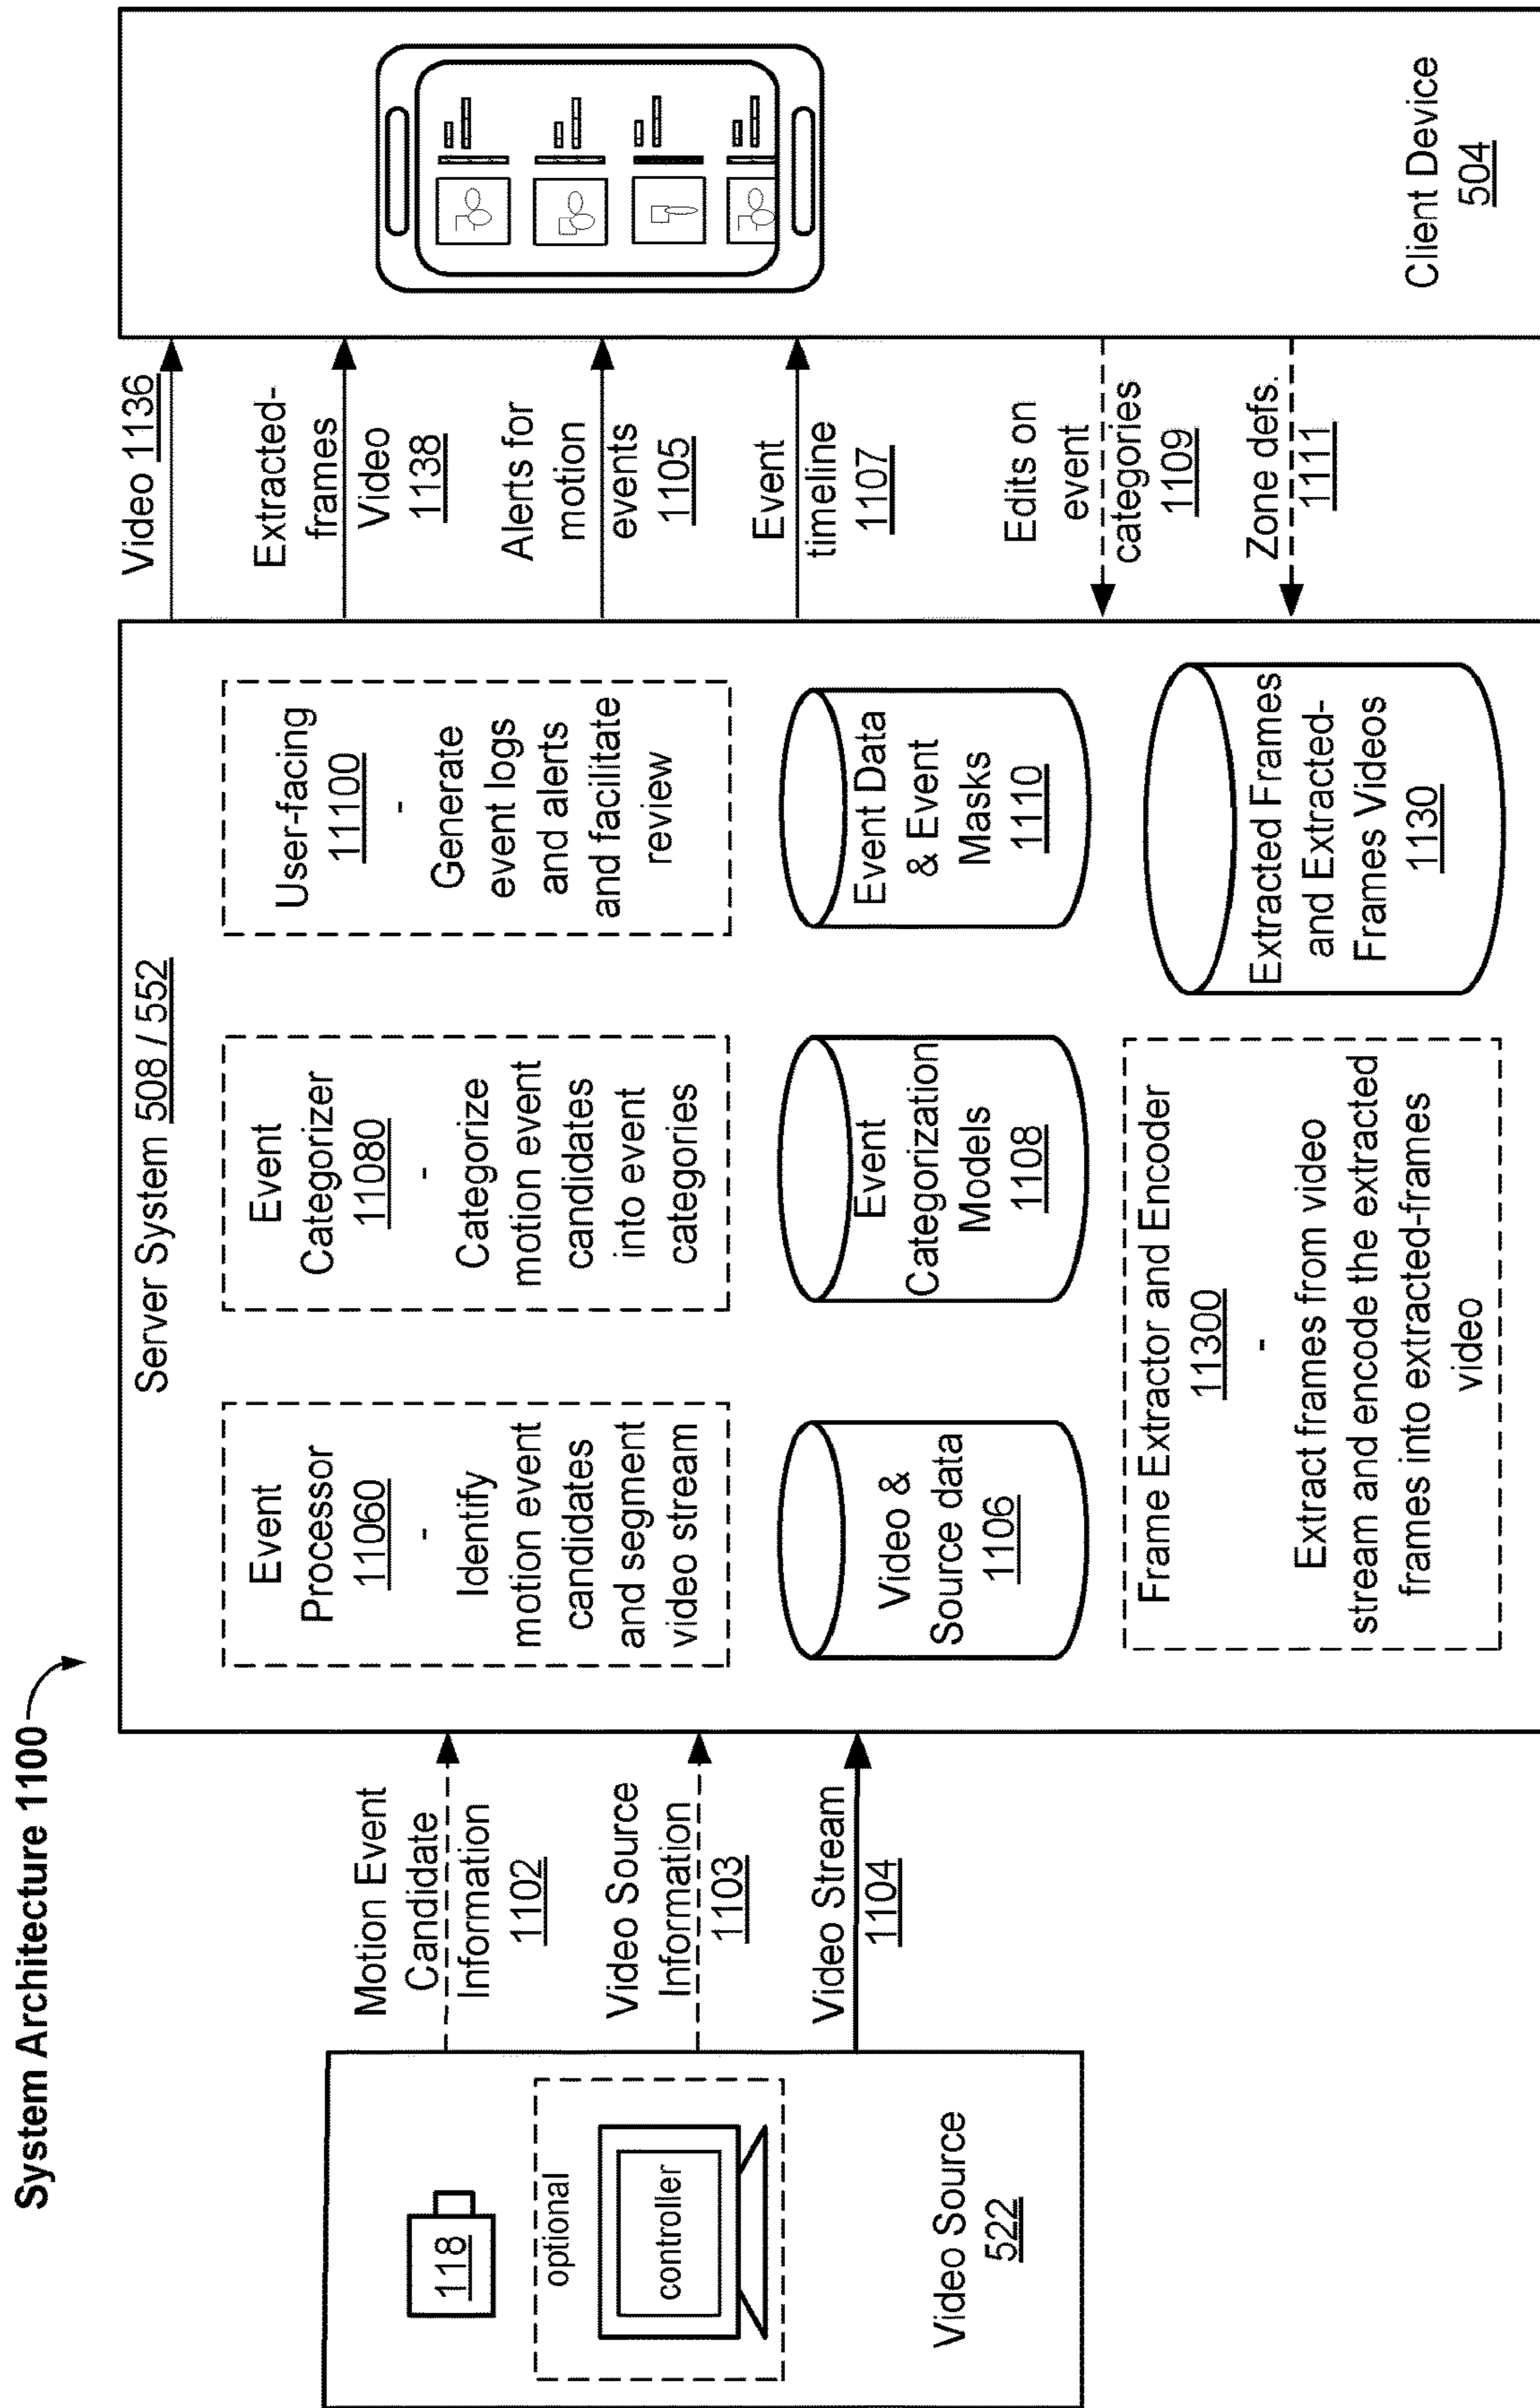 System Architecture 1100
118
optional
controller
Video Source
522
Motion Event
Candidate
Information
1102
Video Source
Information
1103
Video Stream
1104
Server System 508 / 552
Event
Processor
11060
-
Identify
motion event
candidates
and segment
video stream
Event
Categorizer
11080
-
Categorize
motion event
candidates
into event
categories
User-facing
11100
-
Generate
event logs
and alerts
and facilitate
review
Video &
Source data
1106
Event
Categorization
Models
1108
Event Data
& Event
Masks
1110
Frame Extractor and Encoder
11300
-
Extract frames from video
stream and encode the extracted
frames into extracted-frames
video
Extracted Frames
and Extracted-
Frames Videos
1130
Video 1136
Extracted-
frames
Video
1138
Alerts for
motion
events
1105
Event
timeline
1107
Edits on
event
categories
1109
Zone defs.
1111
Client Device
504